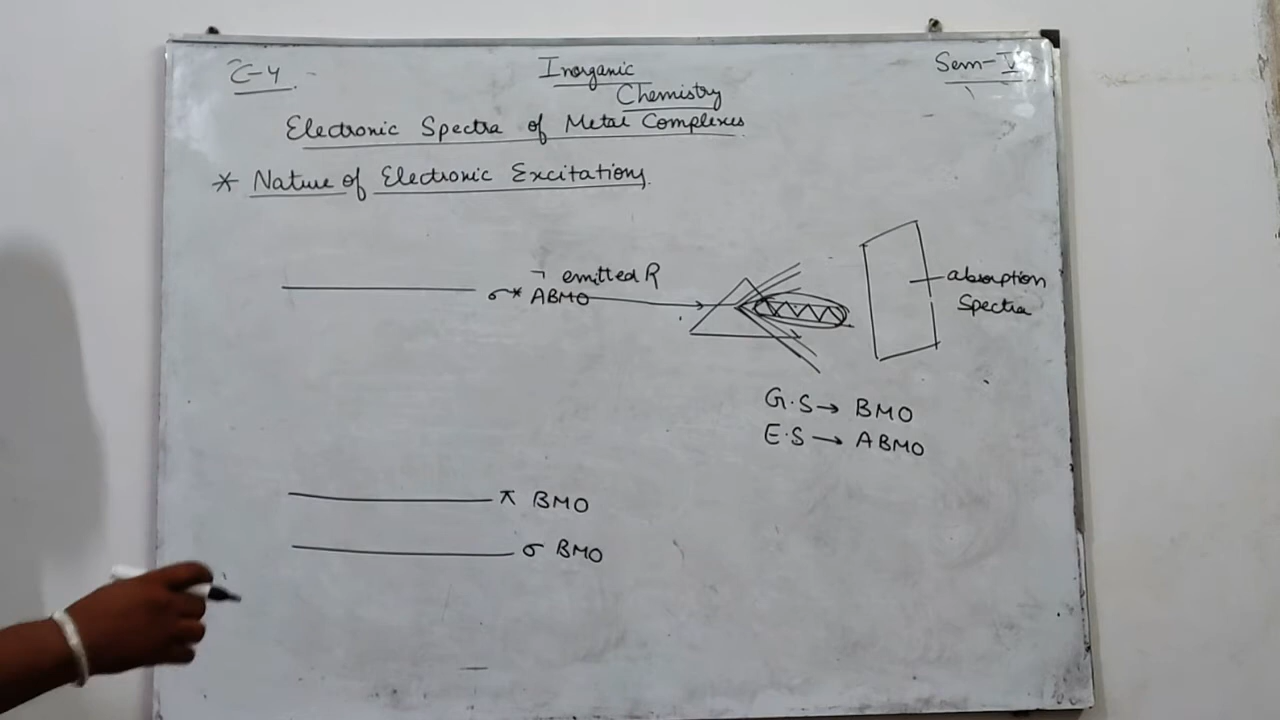 C-4
Inorganic
Chemistry
Sem-V
Electronic Spectra of Metal Complexes
* Nature of Electronic Excitations.
emitted R
σ* ABMO
absorption
Spectra
G.S → BMO
E.S → ABMO
π BMO
σ BMO